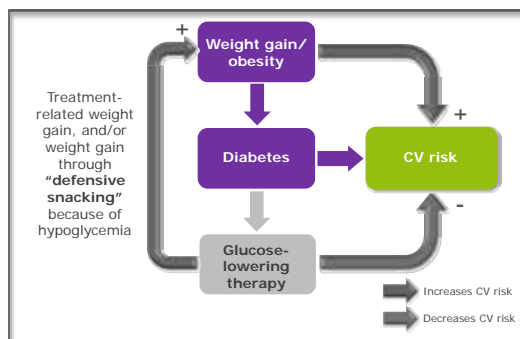 +
Weight gain/
obesity
Treatment-
related weight
gain, and/or
weight gain
through
“defensive
snacking”
because of
hypoglycemia
+
Diabetes
CV risk
-
Glucose-
lowering
therapy
Increases CV risk
Decreases CV risk